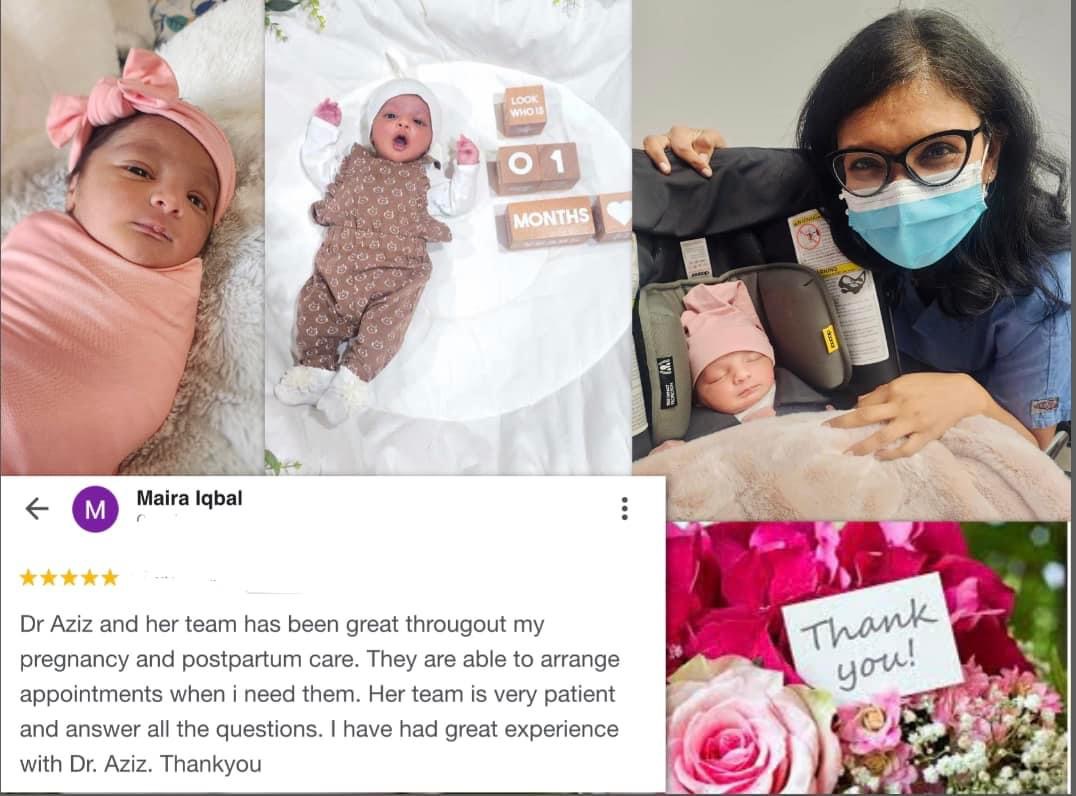 LOOK
WHO IS
0 1
MONTHS
Maira Iqbal
M
Dr Aziz and her team has been great througout my
pregnancy and postpartum care. They are able to arrange
appointments when i need them. Her team is very patient
and answer all the questions. I have had great experience
with Dr. Aziz. Thankyou
Thank
you!